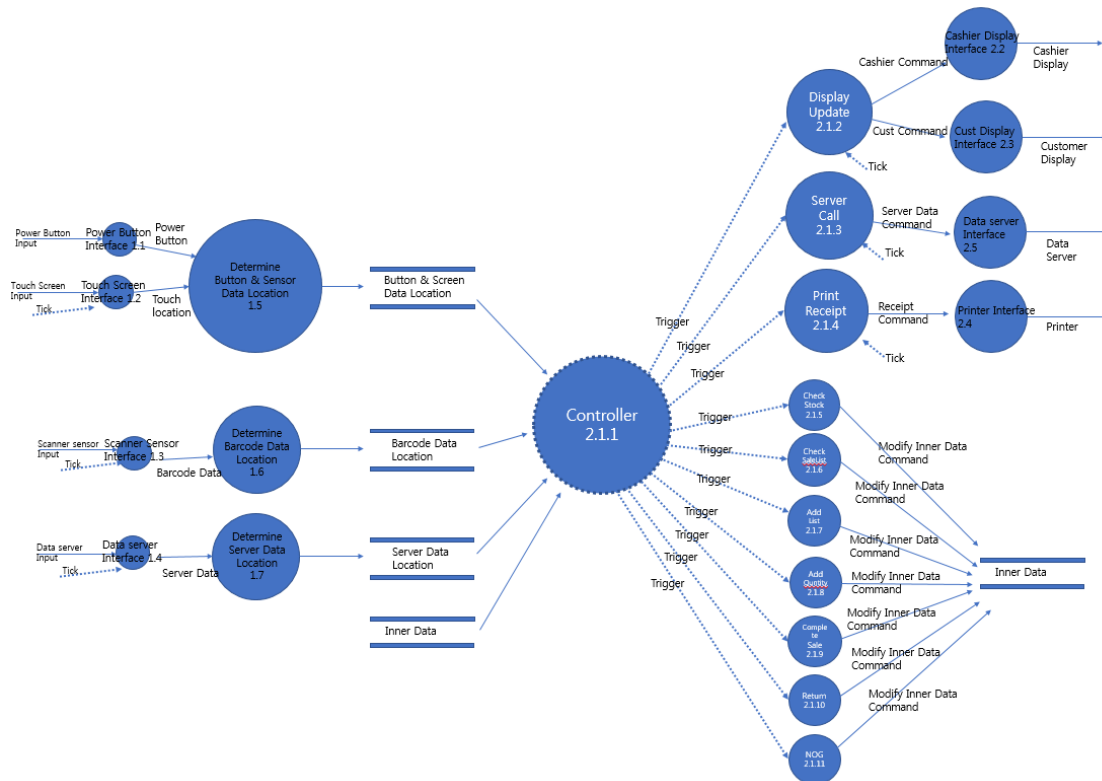 Cashier Display
Interface 2.2
Cashier Command
Cashier
Display
Display
Update
2.1.2
Cust Command
Cust Display
Interface 2.3
Customer
Display
Tick
Server
Call
2.1.3
Server Data
Command
Data server
Interface
2.5
Data
Server
Tick
Print
Receipt
2.1.4
Receipt
Command
Printer Interface
2.4
Printer
Tick
Power Button
Input
Power Button
Interface 1.1
Power
Button
Touch Screen
Input
Touch Screen
Interface 1.2
Touch
location
Tick
Determine
Button & Sensor
Data Location
1.5
Button & Screen
Data Location
Scanner sensor
Input
Scanner Sensor
Interface 1.3
Tick
Barcode Data
Determine
Barcode Data
Location
1.6
Barcode Data
Location
Data server
Input
Data server
Interface 1.4
Tick
Server Data
Determine
Server Data
Location
1.7
Server Data
Location
Inner Data
Controller
2.1.1
Trigger
Trigger
Trigger
Trigger
Trigger
Trigger
Trigger
Trigger
Trigger
Trigger
Check
Stock
2.1.5
Modify Inner Data
Command
Check
SaleList
2.1.6
Modify Inner Data
Command
Add
List
2.1.7
Modify Inner Data
Command
Add
Quntity
2.1.8
Modify Inner Data
Command
Comple
te
Sale
2.1.9
Modify Inner Data
Command
Return
2.1.10
Modify Inner Data
Command
NOG
2.1.11
Modify Inner Data
Command
Inner Data